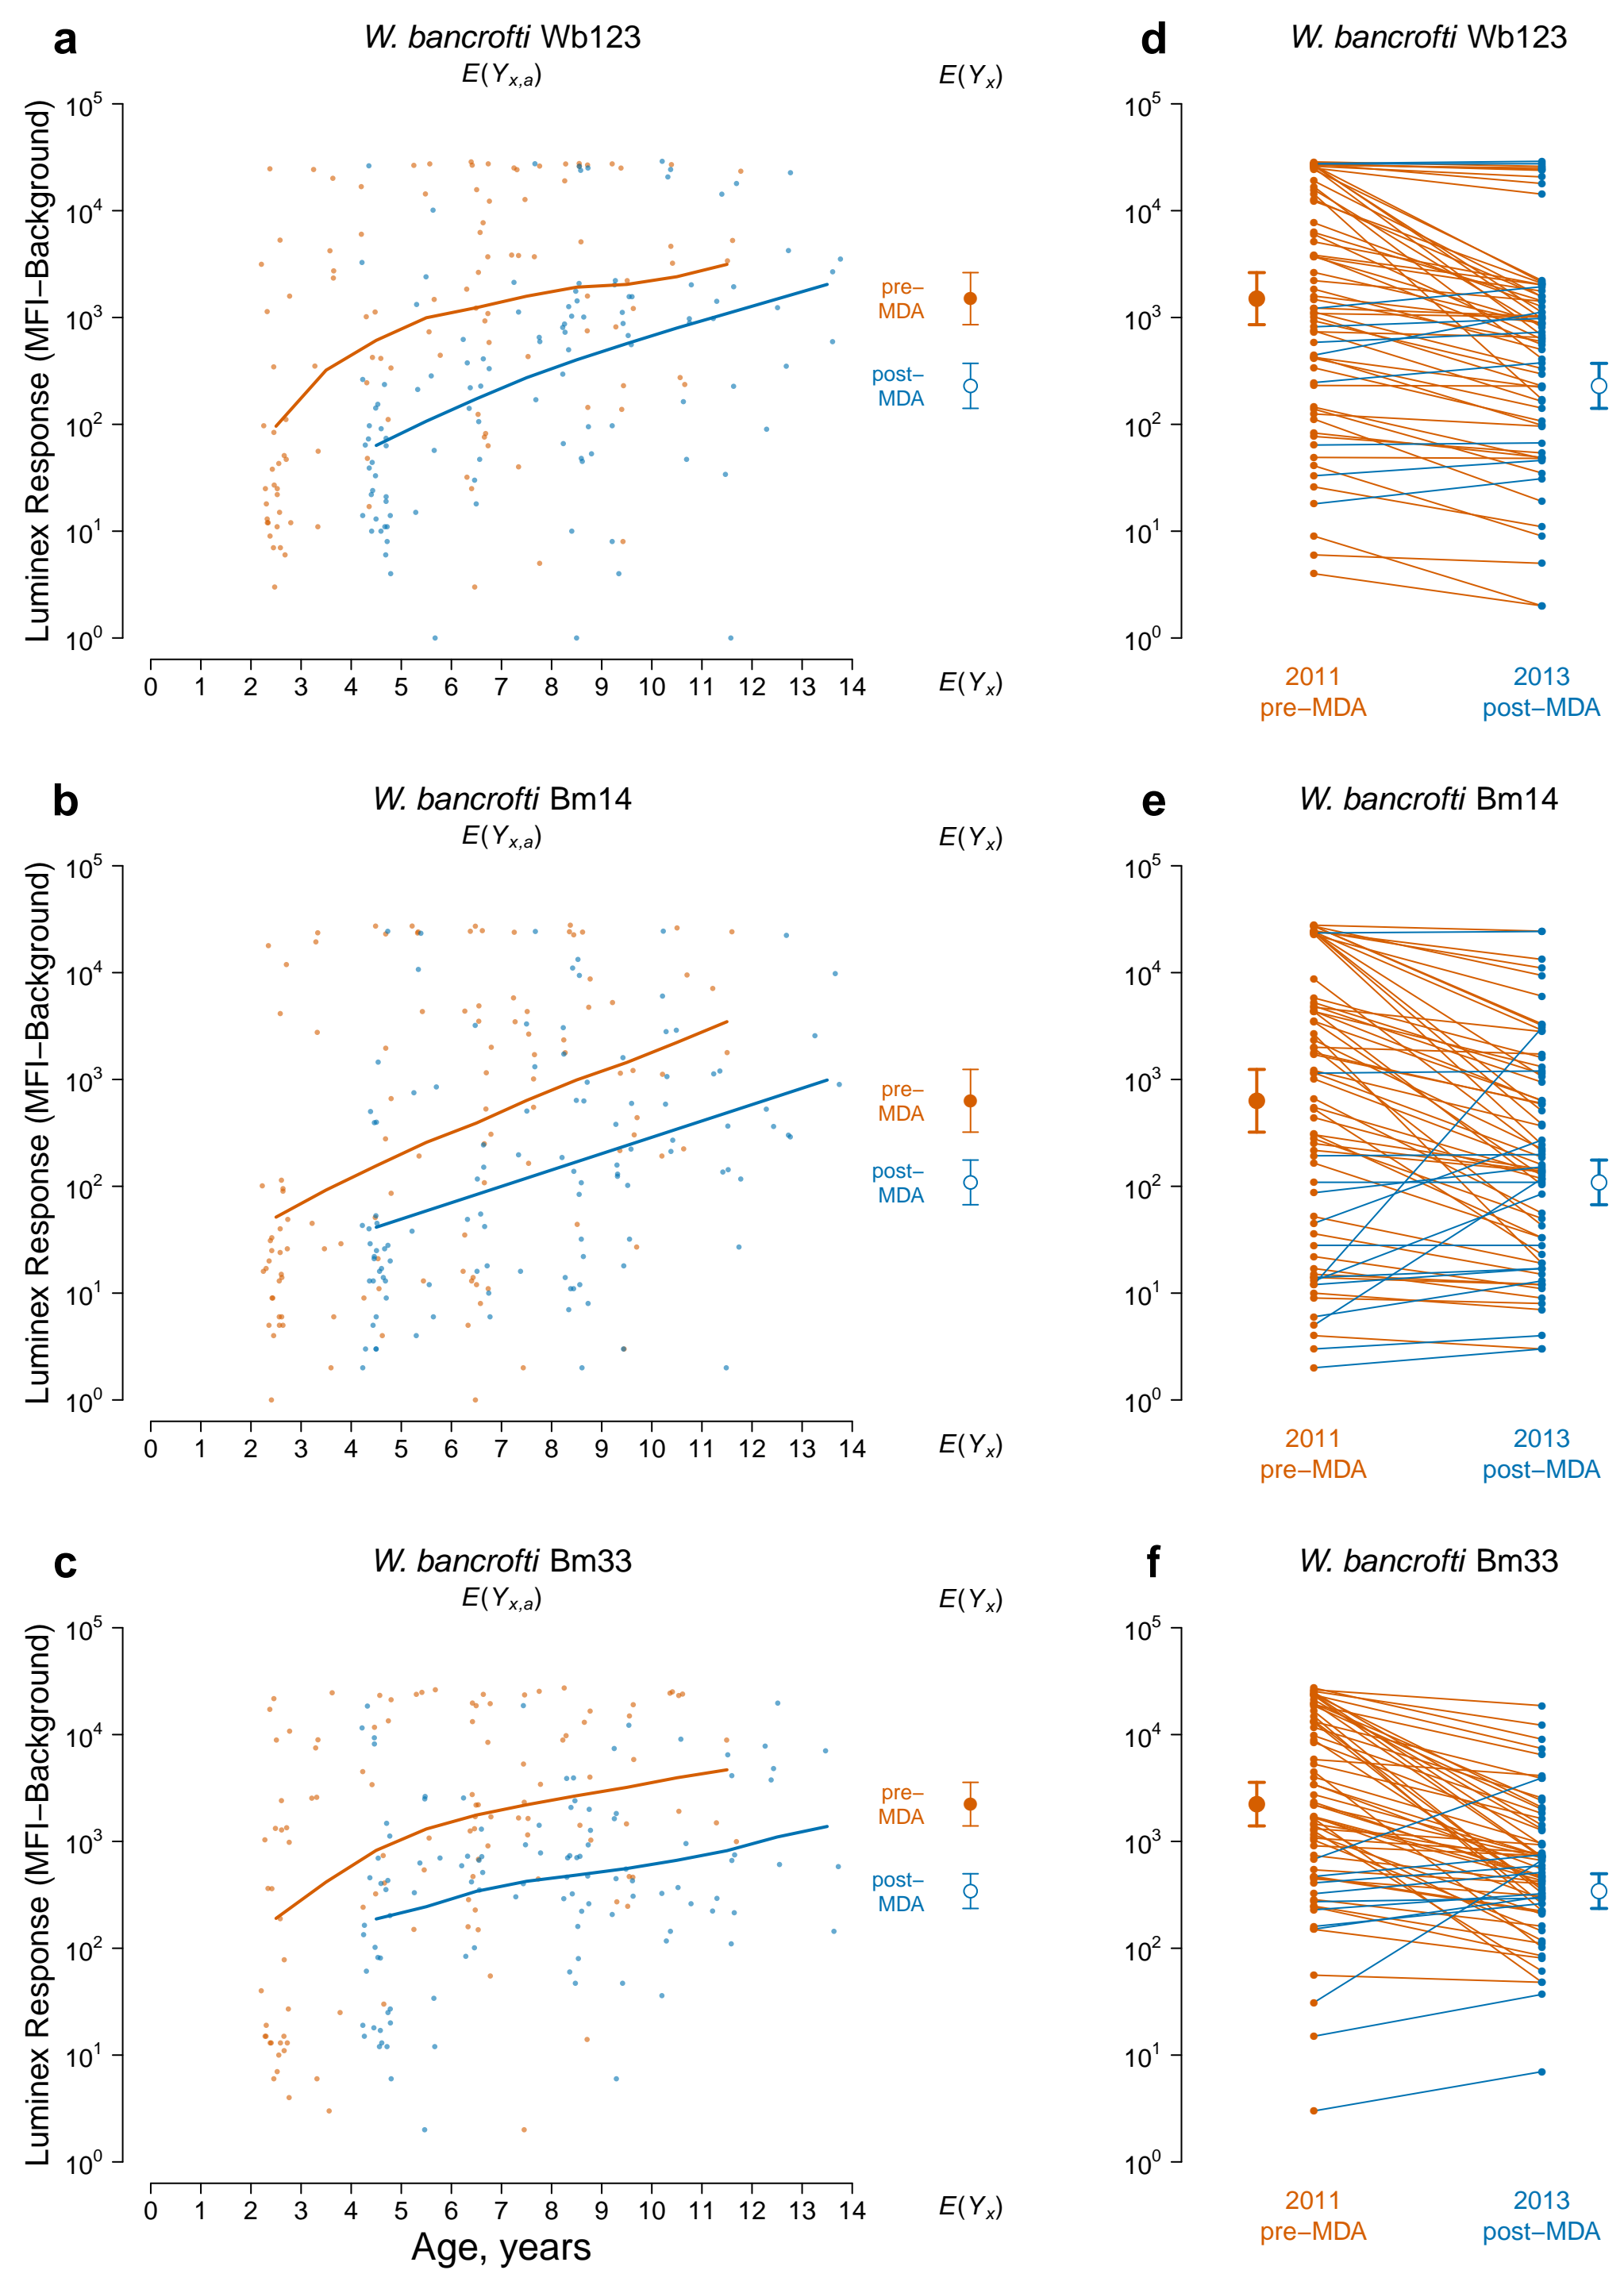 a
W. bancrofti Wb123
E(Yx,a)
E(Yx)
Luminex Response (MFI−Background)
10^5
10^4
10^3
10^2
10^1
10^0
pre−
MDA
post−
MDA
0 1 2 3 4 5 6 7 8 9 10 11 12 13 14
E(Yx)
d
W. bancrofti Wb123
10^5
10^4
10^3
10^2
10^1
10^0
2011
pre−MDA
2013
post−MDA
b
W. bancrofti Bm14
E(Yx,a)
E(Yx)
Luminex Response (MFI−Background)
10^5
10^4
10^3
10^2
10^1
10^0
pre−
MDA
post−
MDA
0 1 2 3 4 5 6 7 8 9 10 11 12 13 14
E(Yx)
e
W. bancrofti Bm14
10^5
10^4
10^3
10^2
10^1
10^0
2011
pre−MDA
2013
post−MDA
c
W. bancrofti Bm33
E(Yx,a)
E(Yx)
Luminex Response (MFI−Background)
10^5
10^4
10^3
10^2
10^1
10^0
pre−
MDA
post−
MDA
0 1 2 3 4 5 6 7 8 9 10 11 12 13 14
E(Yx)
Age, years
f
W. bancrofti Bm33
10^5
10^4
10^3
10^2
10^1
10^0
2011
pre−MDA
2013
post−MDA